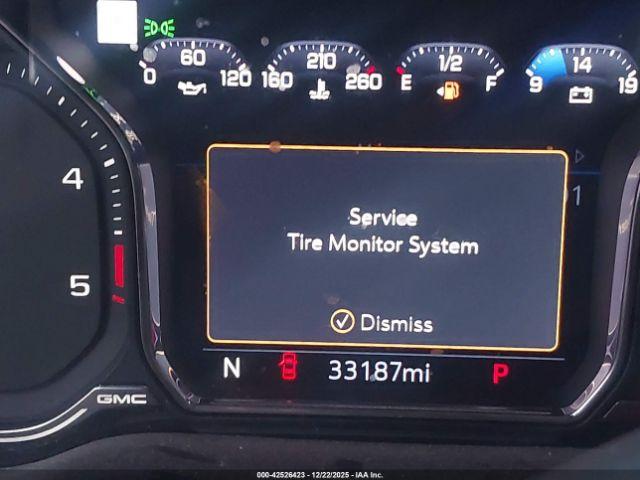 60
0 120
210
160 260
1/2
E F
14
9 19
4
5
Service
Tire Monitor System
Dismiss
N 33187mi P
GMC
000-42526423 - 12/22/2025 - IAA Inc.